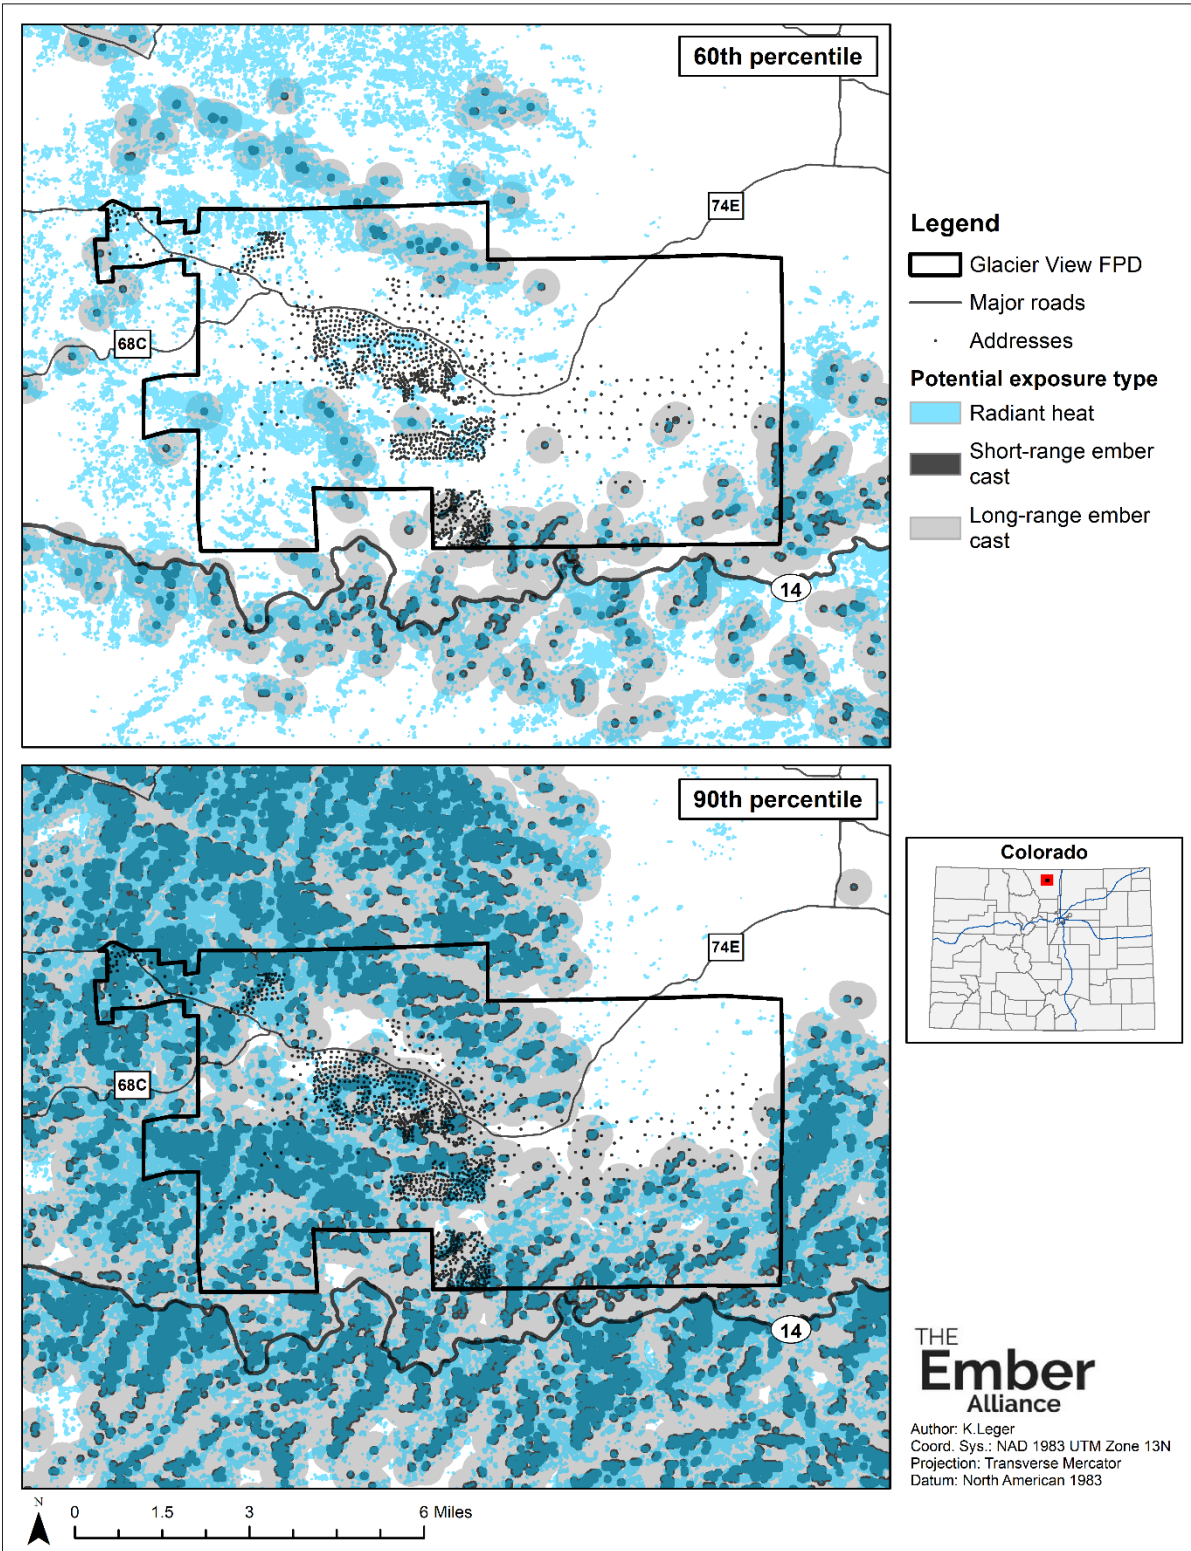 60th percentile
74E
68C
14
Legend
Glacier View FPD
Major roads
Addresses
Potential exposure type
Radiant heat
Short-range ember
cast
Long-range ember
cast
90th percentile
74E
68C
14
Colorado
THE
Ember
Alliance
Author: K.Leger
Coord. Sys.: NAD 1983 UTM Zone 13N
Projection: Transverse Mercator
Datum: North American 1983
N
0 1.5 3 6 Miles